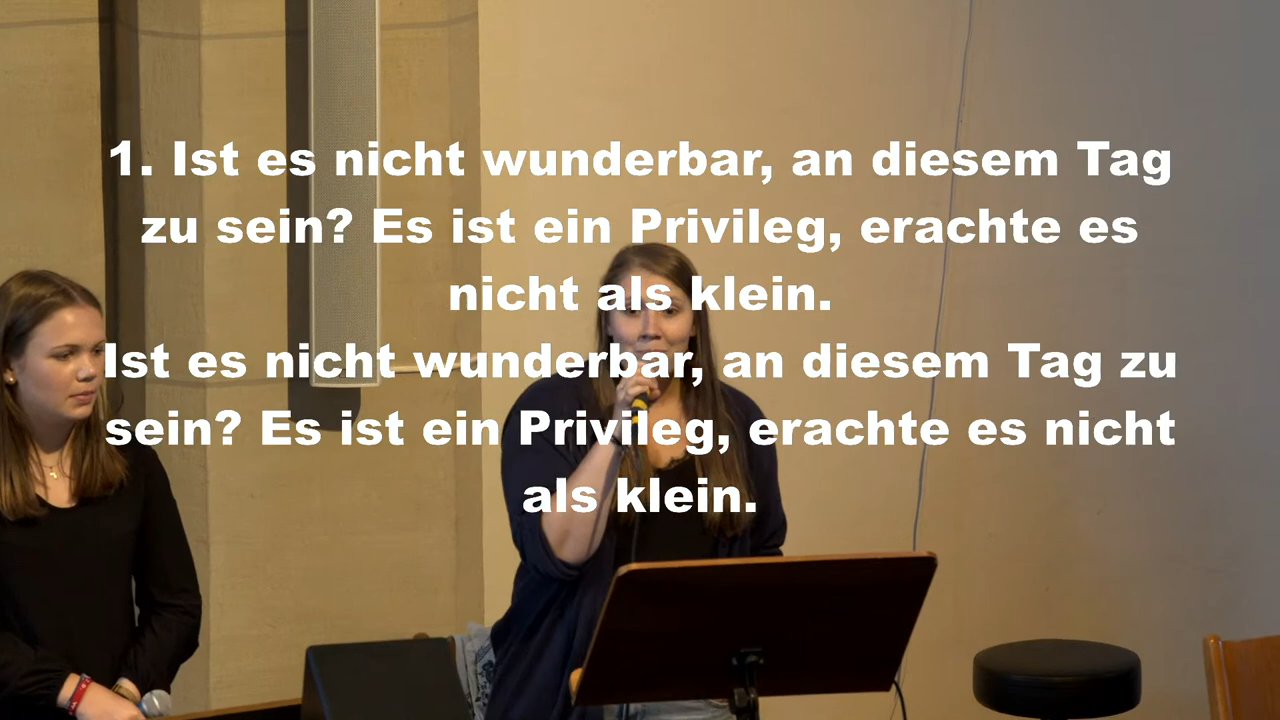 1. Ist es nicht wunderbar, an diesem Tag
zu sein? Es ist ein Privileg, erachte es
nicht als klein.
Ist es nicht wunderbar, an diesem Tag zu
sein? Es ist ein Privileg, erachte es nicht
als klein.